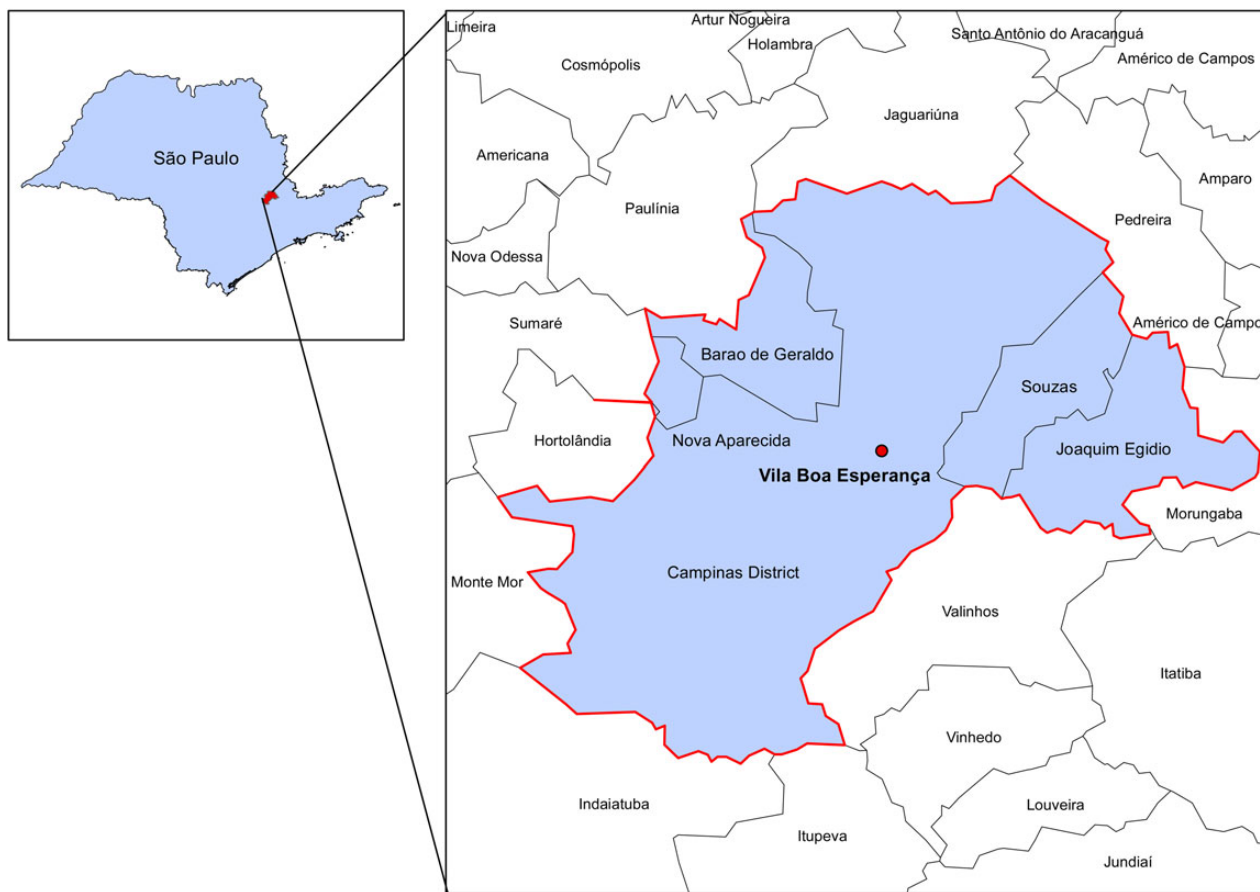 São Paulo
Limeira
Artur Nogueira
Holambra
Santo Antônio do Aracanguá
Américo de Campos
Cosmópolis
Jaguariúna
Americana
Amparo
Paulínia
Pedreira
Nova Odessa
Sumaré
Américo de Campo
Barao de Geraldo
Souzas
Hortolândia
Nova Aparecida
Joaquim Egidio
Vila Boa Esperança
Morungaba
Monte Mor
Campinas District
Valinhos
Itatiba
Vinhedo
Indaiatuba
Louveira
Itupeva
Jundiaí